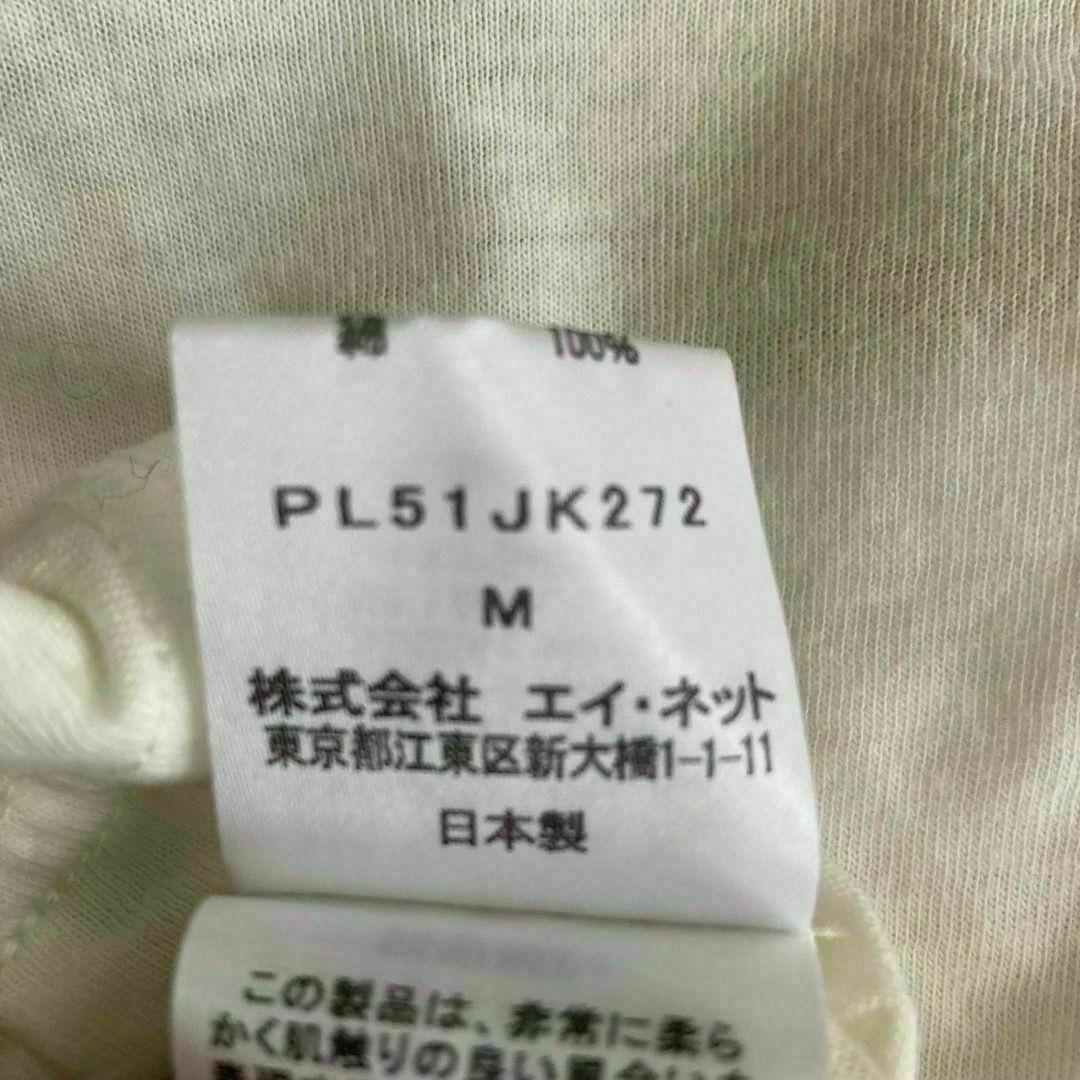 綿 100%
PL51JK272
M
株式会社 エイ・ネット
東京都江東区新大橋1-1-11
日本製
この製品は、非常に柔ら
かく肌触りの良い